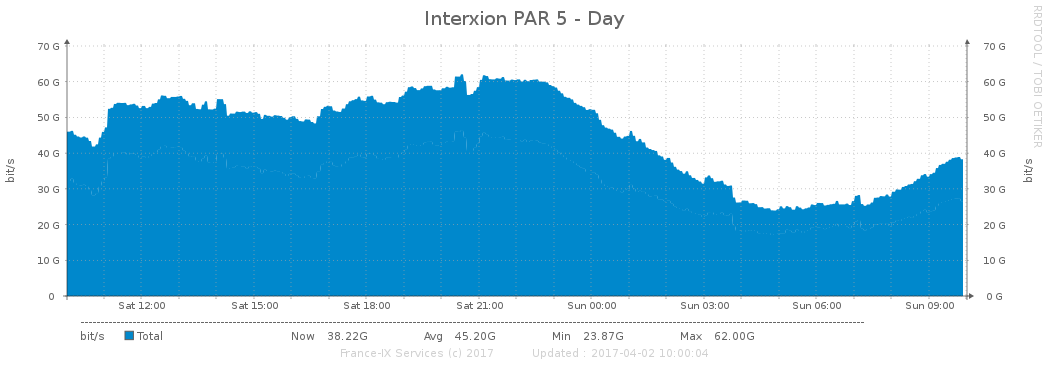 Interxion PAR 5 - Day
RRDTOOL / TOBI OETIKER
bit/s
bit/s
70 G 70 G
60 G 60 G
50 G 50 G
40 G 40 G
30 G 30 G
20 G 20 G
10 G 10 G
0 0 G
Sat 12:00 Sat 15:00 Sat 18:00 Sat 21:00 Sun 00:00 Sun 03:00 Sun 06:00 Sun 09:00
bit/s Total Now 38.22G Avg 45.20G Min 23.87G Max 62.00G
France-IX Services (c) 2017 Updated : 2017-04-02 10:00:04